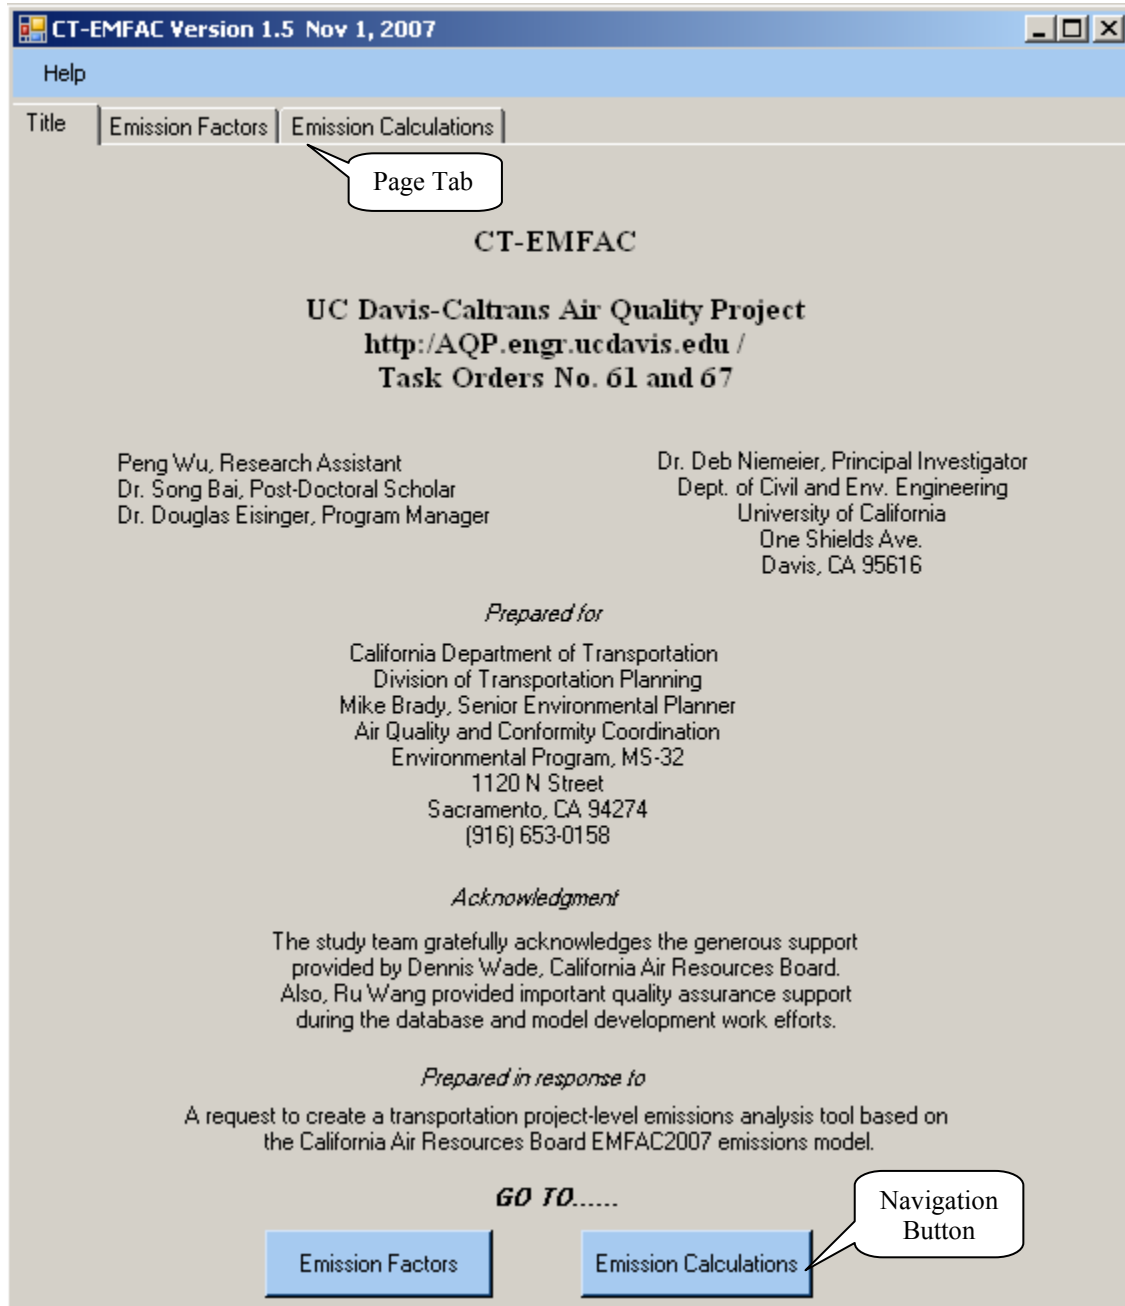 CT-EMFAC Version 1.5 Nov 1, 2007
Help
Title
Emission Factors
Emission Calculations
Page Tab
CT-EMFAC
UC Davis-Caltrans Air Quality Project
http:/AQP.engr.ucdavis.edu /
Task Orders No. 61 and 67
Peng Wu, Research Assistant
Dr. Song Bai, Post-Doctoral Scholar
Dr. Douglas Eisinger, Program Manager
Dr. Deb Niemeier, Principal Investigator
Dept. of Civil and Env. Engineering
University of California
One Shields Ave.
Davis, CA 95616
Prepared for
California Department of Transportation
Division of Transportation Planning
Mike Brady, Senior Environmental Planner
Air Quality and Conformity Coordination
Environmental Program, MS-32
1120 N Street
Sacramento, CA 94274
(916) 653-0158
Acknowledgment
The study team gratefully acknowledges the generous support
provided by Dennis Wade, California Air Resources Board.
Also, Ru Wang provided important quality assurance support
during the database and model development work efforts.
Prepared in response to
A request to create a transportation project-level emissions analysis tool based on
the California Air Resources Board EMFAC2007 emissions model.
GO TO......
Navigation
Button
Emission Factors
Emission Calculations